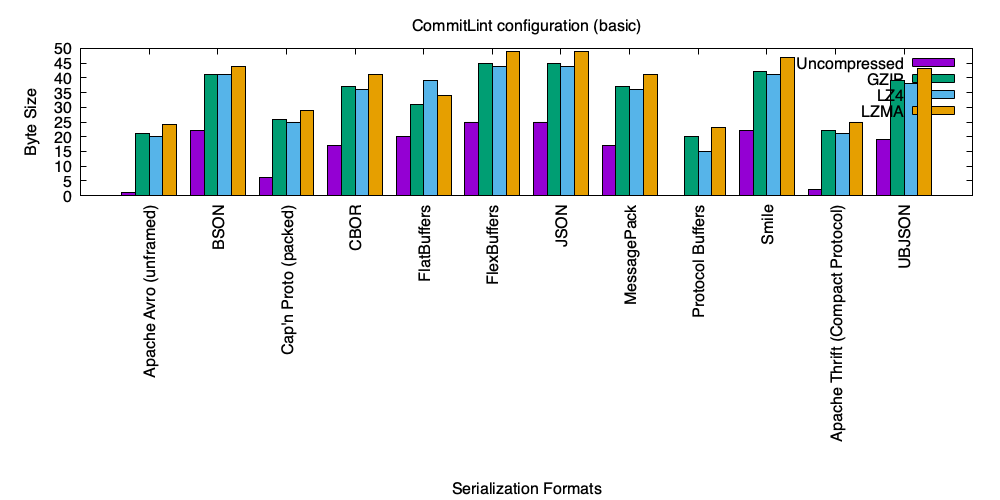 CommitLint configuration (basic)
Byte Size
50
45
40
35
30
25
20
15
10
5
0
Uncompressed
GZIP
LZ4
LZMA
Apache Avro (unframed)
BSON
Cap'n Proto (packed)
CBOR
FlatBuffers
FlexBuffers
JSON
MessagePack
Protocol Buffers
Smile
Apache Thrift (Compact Protocol)
UBJSON
Serialization Formats